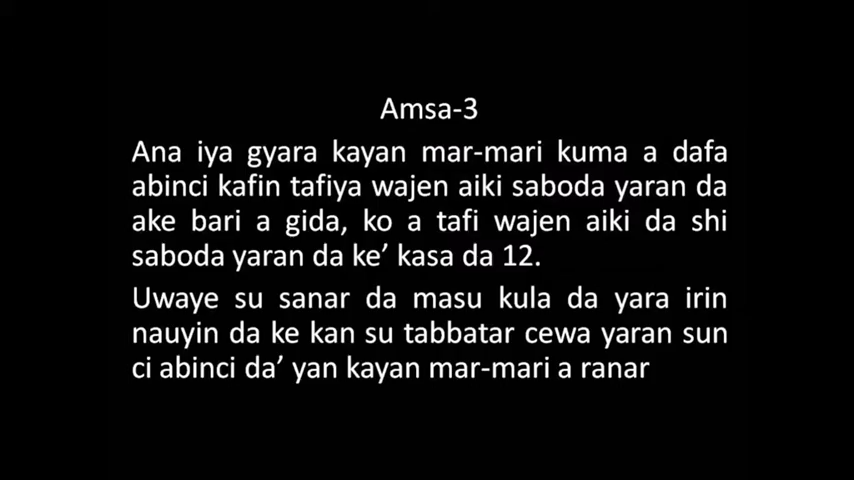 Amsa-3
Ana iya gyara kayan mar-mari kuma a dafa
abinci kafin tafiya wajen aiki saboda yaran da
ake bari a gida, ko a tafi wajen aiki da shi
saboda yaran da ke’ kasa da 12.
Uwaye su sanar da masu kula da yara irin
nauyin da ke kan su tabbatar cewa yaran sun
ci abinci da’ yan kayan mar-mari a ranar